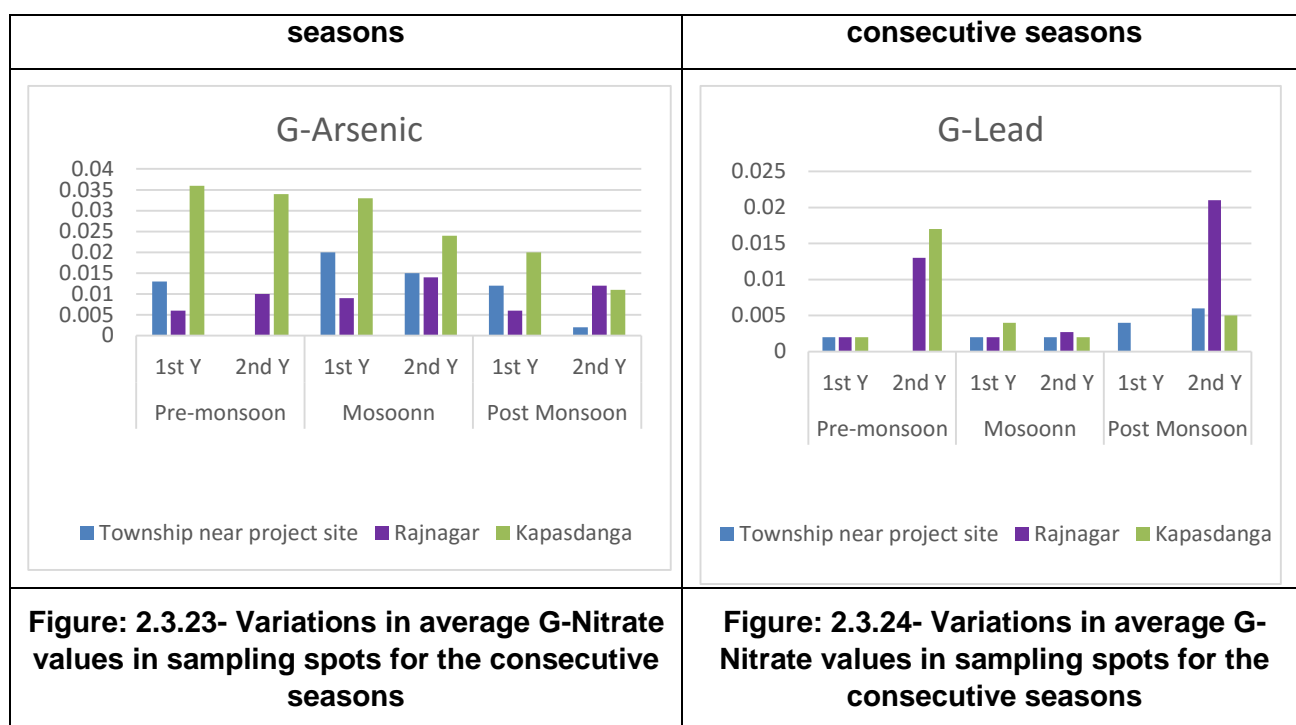 seasons
consecutive seasons
G-Arsenic
0.04
0.035
0.03
0.025
0.02
0.015
0.01
0.005
0
1st Y 2nd Y 1st Y 2nd Y 1st Y 2nd Y
Pre-monsoon Mosoonn Post Monsoon
Township near project site Rajnagar Kapasdanga
G-Lead
0.025
0.02
0.015
0.01
0.005
0
1st Y 2nd Y 1st Y 2nd Y 1st Y 2nd Y
Pre-monsoon Mosoonn Post Monsoon
Township near project site Rajnagar Kapasdanga
Figure: 2.3.23- Variations in average G-Nitrate
values in sampling spots for the consecutive
seasons
Figure: 2.3.24- Variations in average G-
Nitrate values in sampling spots for the
consecutive seasons